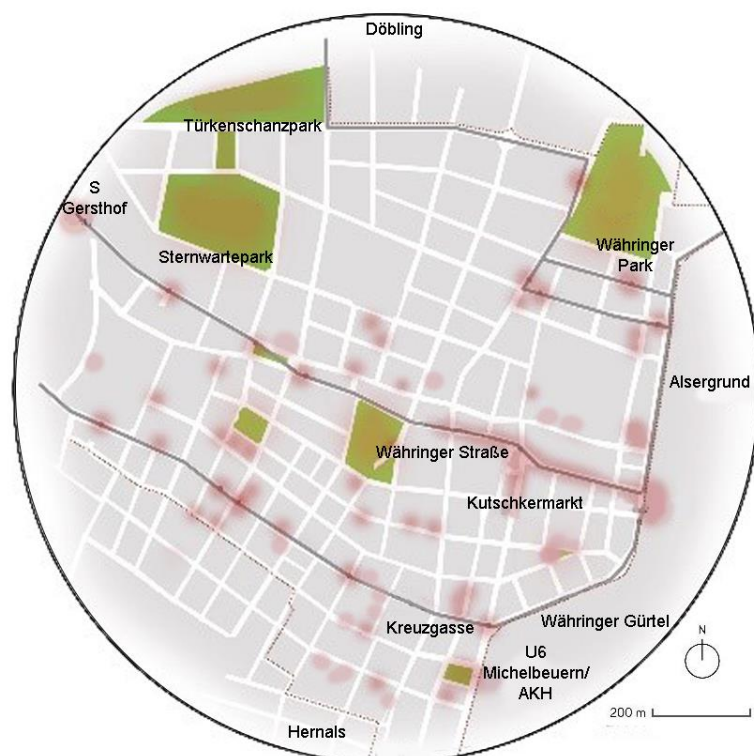 Döbling
Türkenschanzpark
S
Gersthof
Sternwartepark
Währinger
Park
Alsergrund
Währinger Straße
Kutschkermarkt
Kreuzgasse
Währinger Gürtel
U6
Michelbeuern/
AKH
N
200 m
Hernals